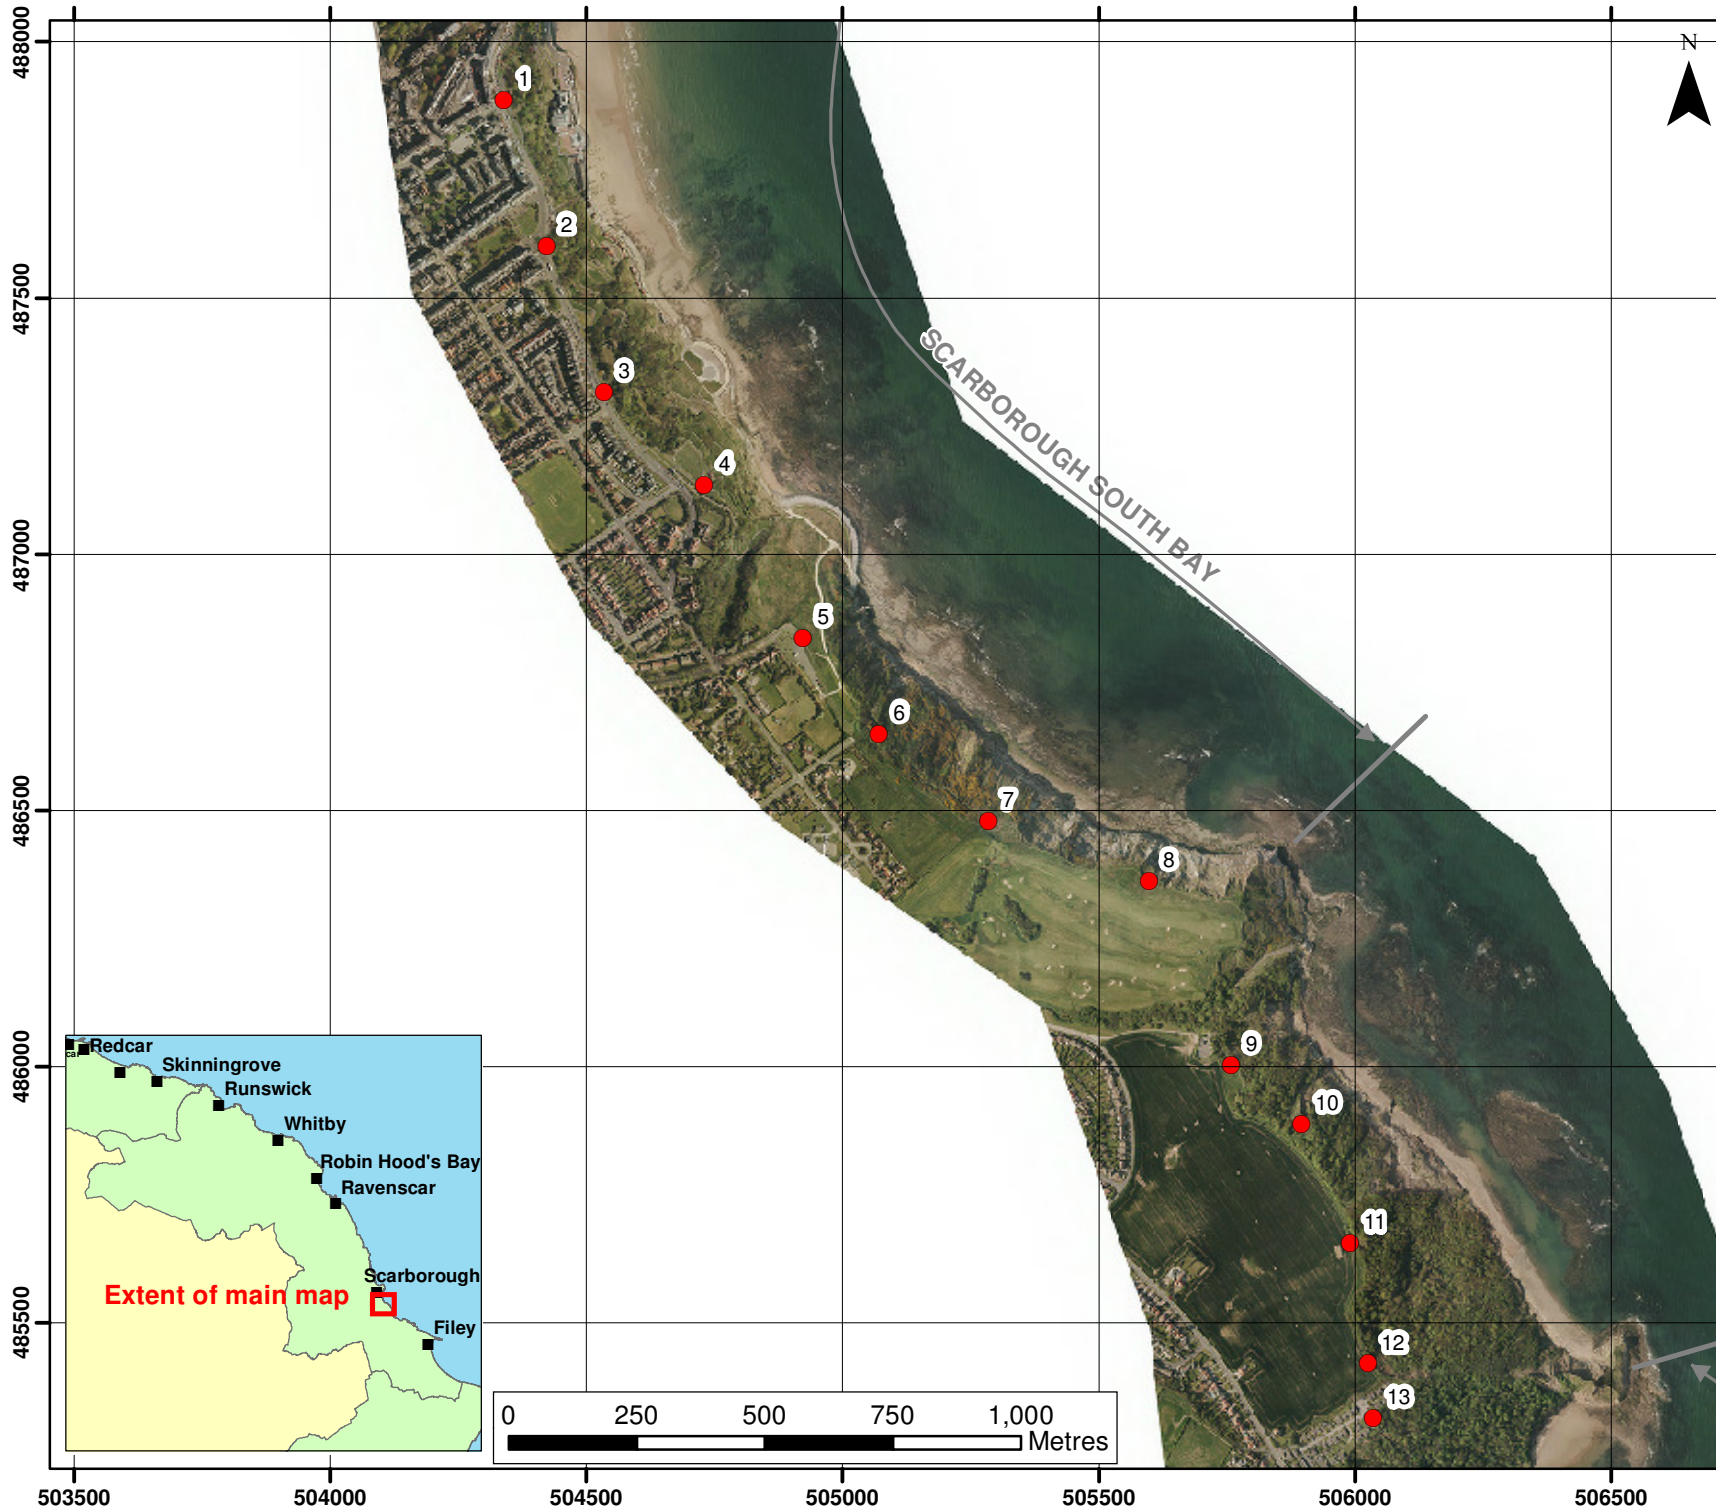 488000
487500
487000
486500
486000
485500
N
1
2
3
4
5
6
7
8
9
10
11
12
13
SCARBOROUGH SOUTH BAY
Redcar
car
Skinningrove
Runswick
Whitby
Robin Hood's Bay
Ravenscar
Scarborough
Extent of main map
Filey
0 250 500 750 1,000
Metres
503500 504000 504500 505000 505500 506000 506500